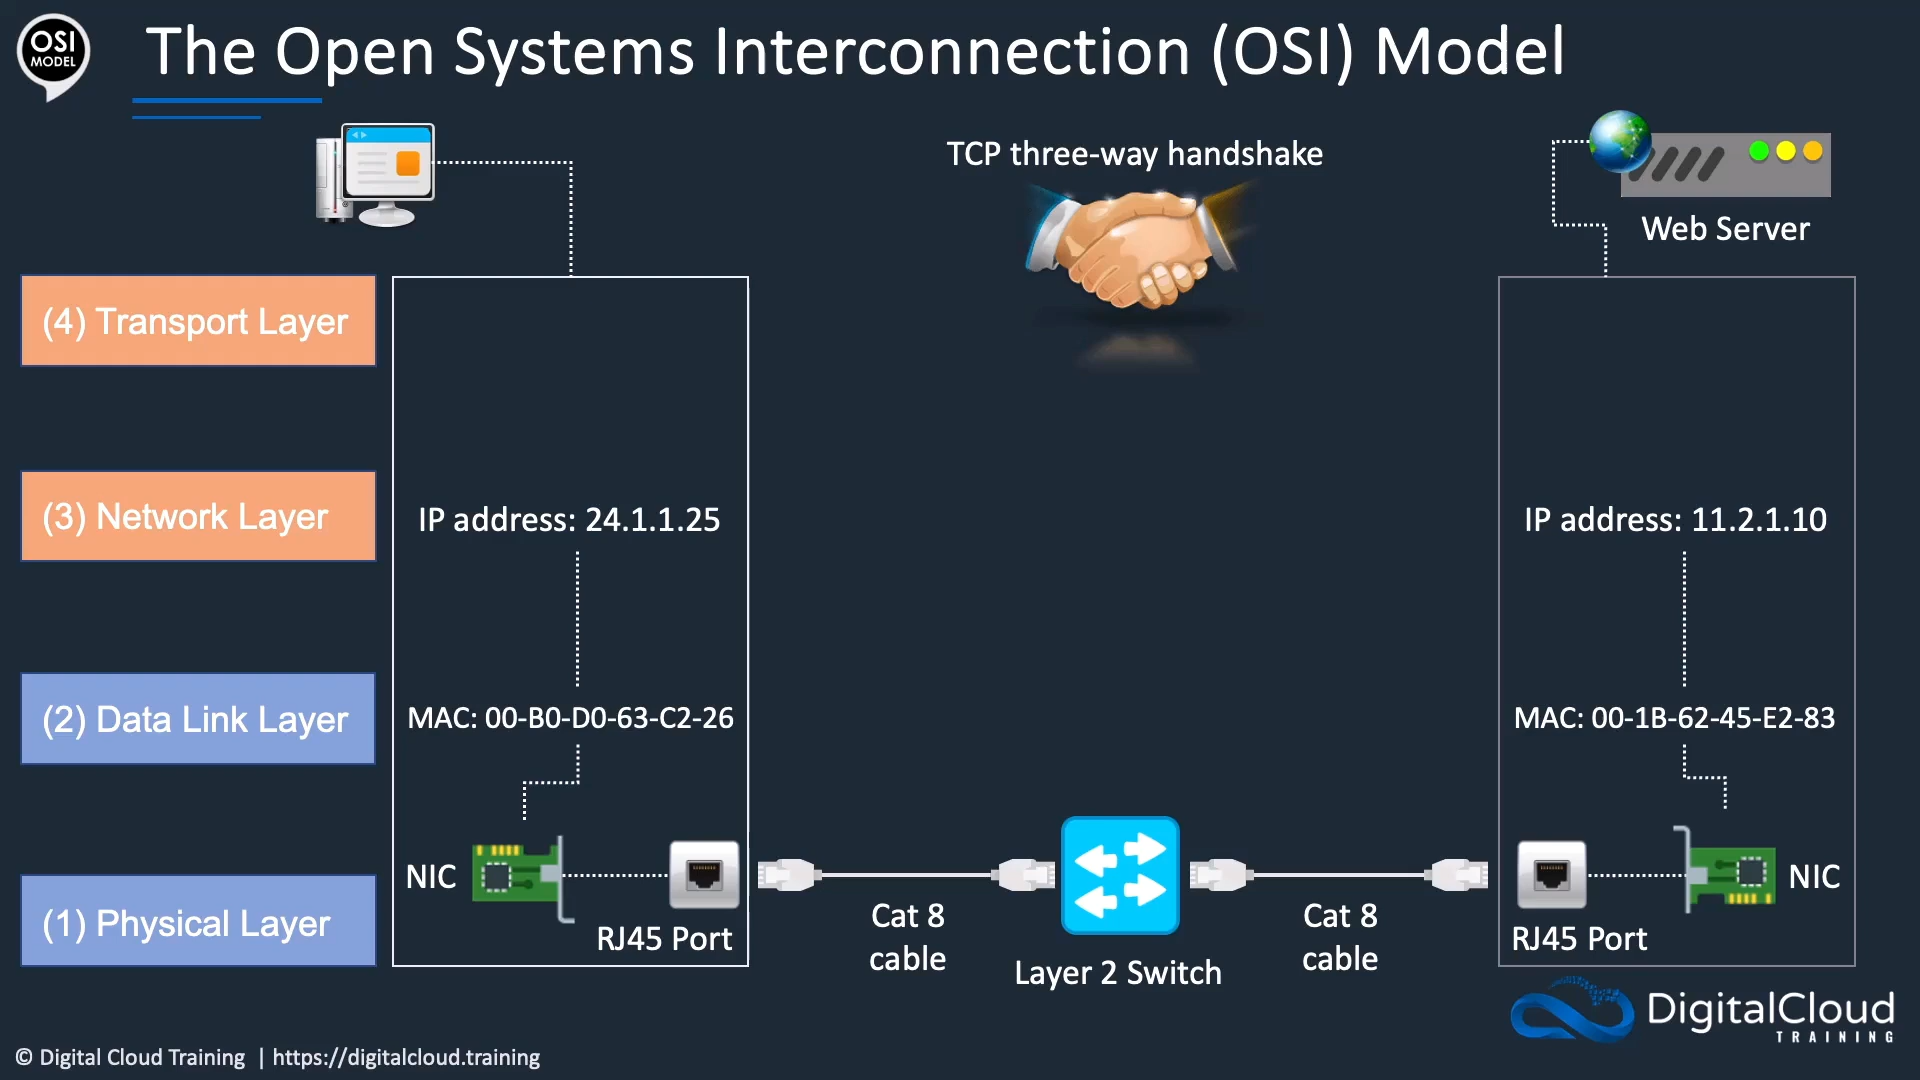 OSI
MODEL
The Open Systems Interconnection (OSI) Model
TCP three-way handshake
Web Server
(4) Transport Layer
(3) Network Layer
IP address: 24.1.1.25
IP address: 11.2.1.10
(2) Data Link Layer
MAC: 00-B0-D0-63-C2-26
MAC: 00-1B-62-45-E2-83
(1) Physical Layer
NIC
RJ45 Port
Cat 8
cable
Layer 2 Switch
Cat 8
cable
RJ45 Port
NIC
DigitalCloud
TRAINING
© Digital Cloud Training | https://digitalcloud.training